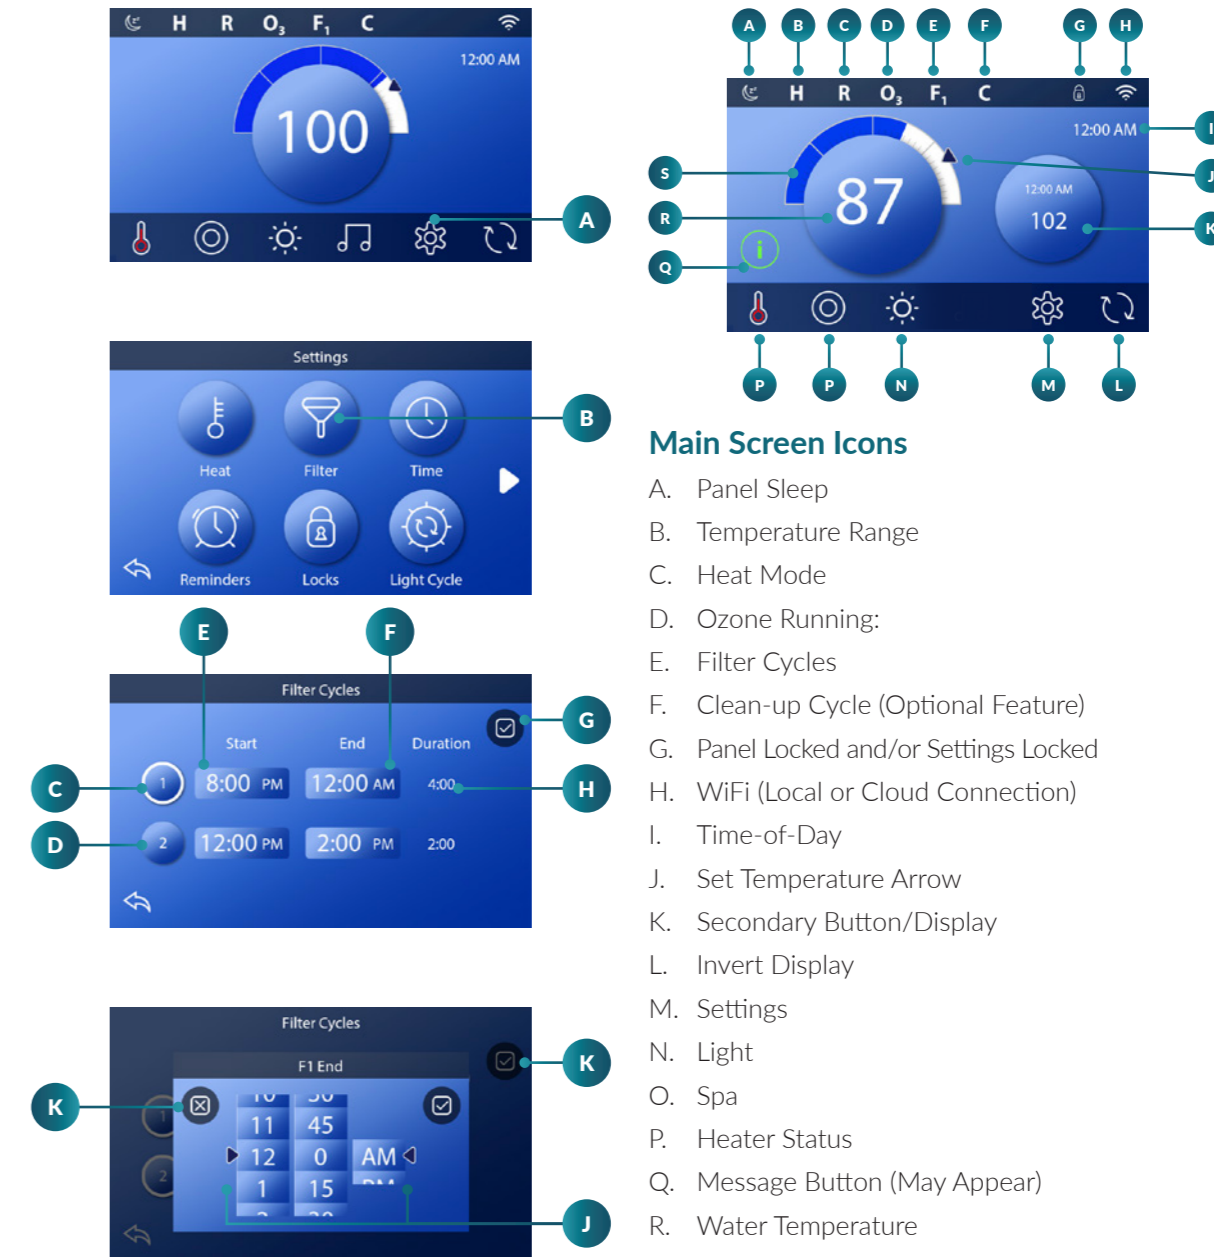 H R O₃ F₁ C
12:00 AM
100
A
Settings
B
Heat Filter Time
Reminders Locks Light Cycle
E F
Filter Cycles
G
Start End Duration
C 1 8:00 PM 12:00 AM 4:00 H
D 2 12:00 PM 2:00 PM 2:00
Filter Cycles
F1 End
K
K
1
2
11 45
12 0 AM
1 15
J
A B C D E F G H
H R O₃ F₁ C
12:00 AM I
J
S
87
12:00 AM
102
R
K
i
Q
P P N M L
Main Screen Icons
A. Panel Sleep
B. Temperature Range
C. Heat Mode
D. Ozone Running:
E. Filter Cycles
F. Clean-up Cycle (Optional Feature)
G. Panel Locked and/or Settings Locked
H. WiFi (Local or Cloud Connection)
I. Time-of-Day
J. Set Temperature Arrow
K. Secondary Button/Display
L. Invert Display
M. Settings
N. Light
O. Spa
P. Heater Status
Q. Message Button (May Appear)
R. Water Temperature